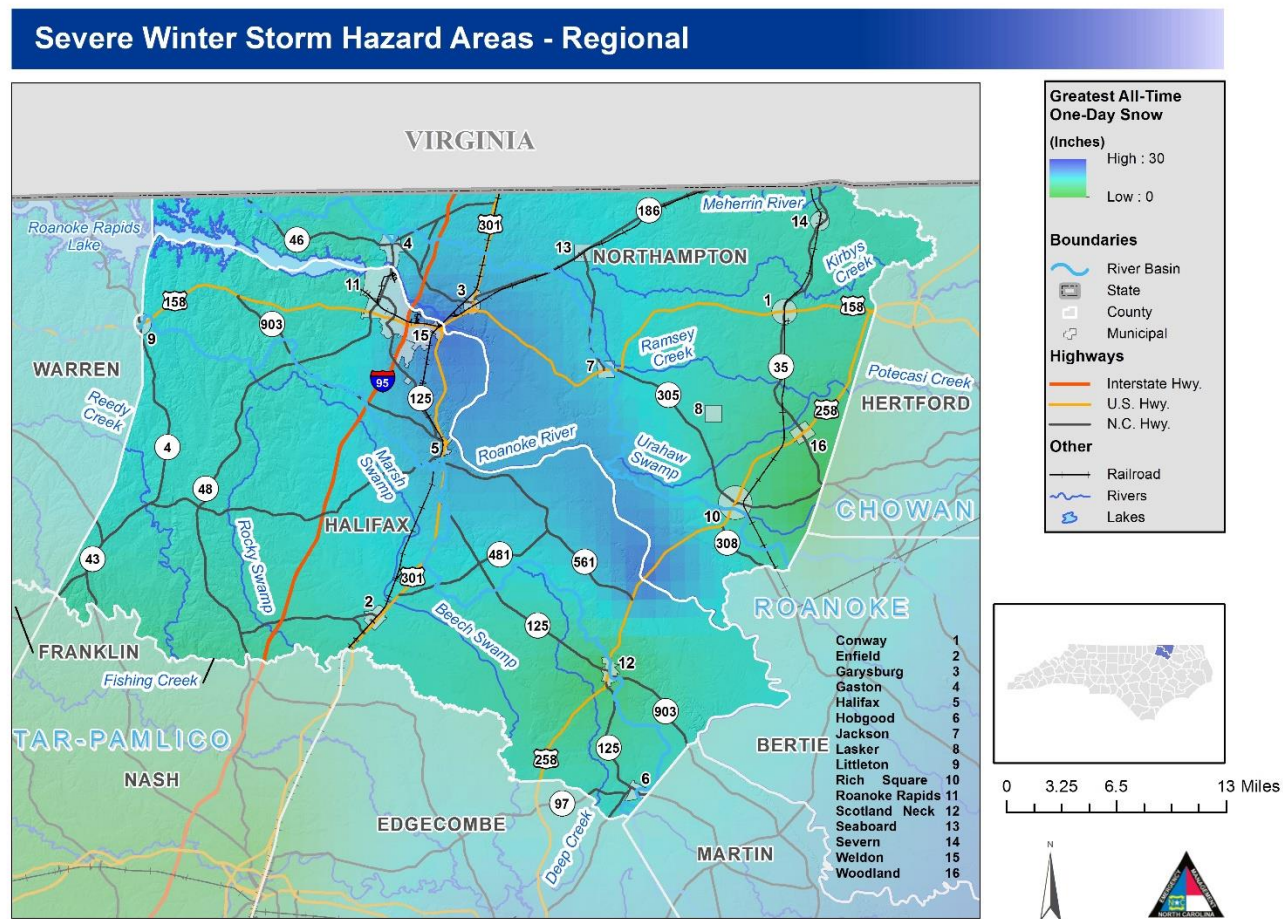 Severe Winter Storm Hazard Areas - Regional
VIRGINIA
Roanoke Rapids
Lake
46
4
301
186
Meherrin River
14
13
NORTHAMPTON
Kirbys
Creek
11
3
1
158
158
903
15
9
WARREN
Reedy
Creek
95
125
7
Ramsey
Creek
35
Potecasi Creek
305
8
258
HERTFORD
16
4
5
Roanoke River
Urahaw
Swamp
Marsh
Swamp
48
HALIFAX
10
CHOWAN
308
43
Rocky Swamp
481
561
301
2
Beech Swamp
125
ROANOKE
FRANKLIN
Fishing Creek
12
903
TAR-PAMLICO
NASH
258
125
BERTIE
6
97
EDGECOMBE
Deep Creek
MARTIN
Conway 1
Enfield 2
Garysburg 3
Gaston 4
Halifax 5
Hobgood 6
Jackson 7
Lasker 8
Littleton 9
Rich Square 10
Roanoke Rapids 11
Scotland Neck 12
Seaboard 13
Severn 14
Weldon 15
Woodland 16
Greatest All-Time
One-Day Snow
(Inches)
High : 30
Low : 0
Boundaries
River Basin
State
County
Municipal
Highways
Interstate Hwy.
U.S. Hwy.
N.C. Hwy.
Other
Railroad
Rivers
Lakes
0 3.25 6.5 13 Miles
N
EMERGENCY
MANAGEMENT
NORTH CAROLINA